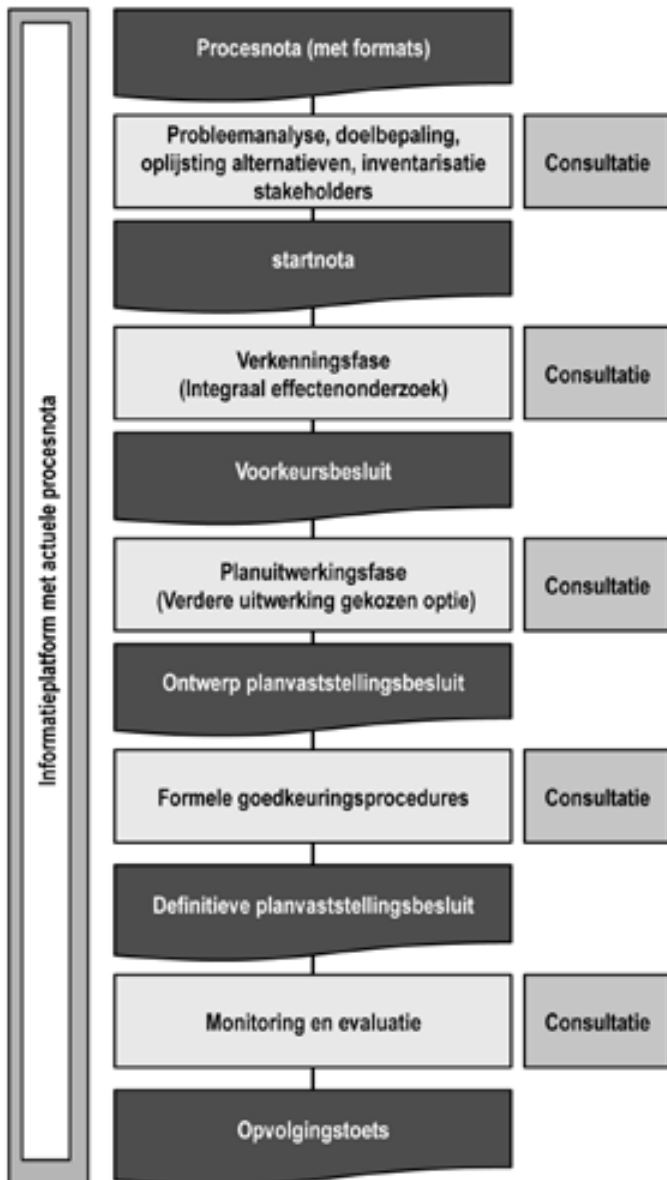 Informatieplatform met actuele procesnota
Procesnota (met formats)
Probleemanalyse, doelbepaling,
oplijsting alternatieven, inventarisatie
stakeholders
Consultatie
startnota
Verkenningsfase
(Integraal effectenonderzoek)
Consultatie
Voorkeursbesluit
Planuitwerkingsfase
(Verdere uitwerking gekozen optie)
Consultatie
Ontwerp planvaststellingsbesluit
Formele goedkeuringsprocedures
Consultatie
Definitieve planvaststellingsbesluit
Monitoring en evaluatie
Consultatie
Opvolgingstoets